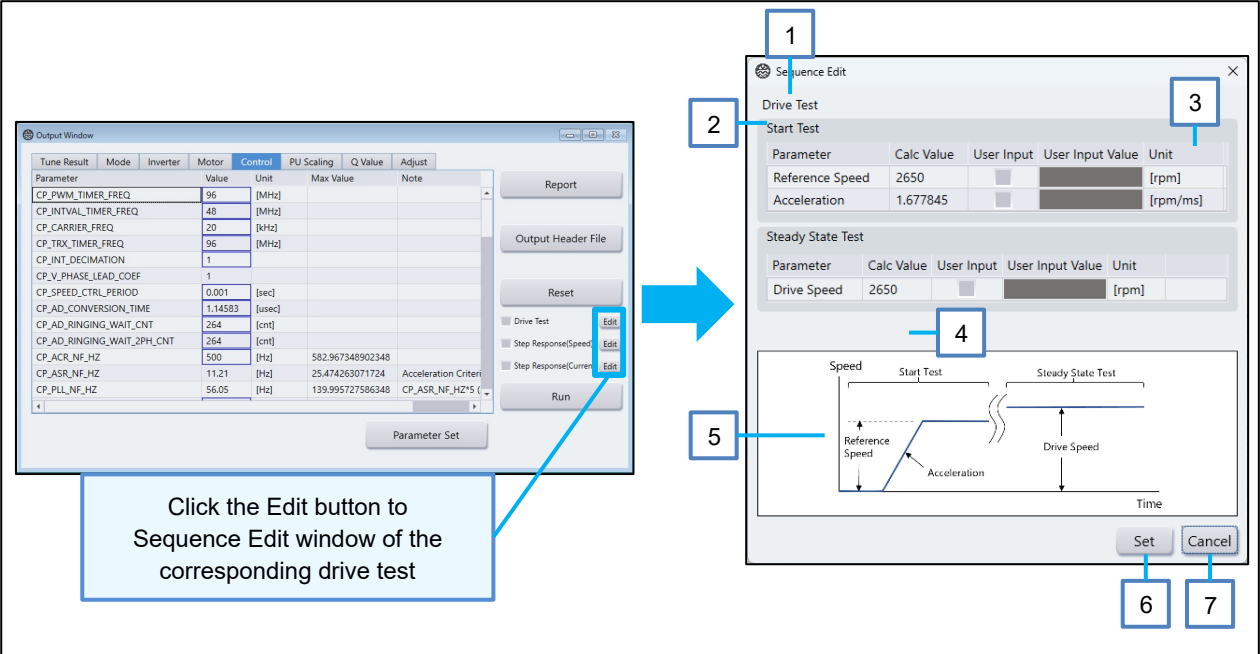 Output Window
Tune Result Mode Inverter Motor Control PU Scaling Q Value Adjust
Parameter Value Unit Max Value Note
CP_PWM_TIMER_FREQ 96 [MHz]
CP_INTVAL_TIMER_FREQ 48 [MHz]
CP_CARRIER_FREQ 20 [kHz]
CP_TRX_TIMER_FREQ 96 [MHz]
CP_INT_DECIMATION 1
CP_V_PHASE_LEAD_COEF 1
CP_SPEED_CTRL_PERIOD 0.001 [sec]
CP_AD_CONVERSION_TIME 1.14583 [usec]
CP_AD_RINGING_WAIT_CNT 264 [cnt]
CP_AD_RINGING_WAIT_2PH_CNT 264 [cnt]
CP_ACR_NF_HZ 500 [Hz] 582.967348902348
CP_ASR_NF_HZ 11.21 [Hz] 25.474263071724 Acceleration Criteri
CP_PLL_NF_HZ 56.05 [Hz] 139.995727586348 CP_ASR_NF_HZ*5 (
Report
Output Header File
Reset
Drive Test Edit
Step Response(Speed) Edit
Step Response(Curren Edit
Run
Parameter Set
Click the Edit button to
Sequence Edit window of the
corresponding drive test
1
Sequence Edit
Drive Test
2
3
Start Test
Parameter Calc Value User Input User Input Value Unit
Reference Speed 2650 [rpm]
Acceleration 1.677845 [rpm/ms]
Steady State Test
Parameter Calc Value User Input User Input Value Unit
Drive Speed 2650 [rpm]
4
5
Speed
Start Test
Steady State Test
Reference
Speed
Acceleration
Drive Speed
Time
Set
Cancel
6
7